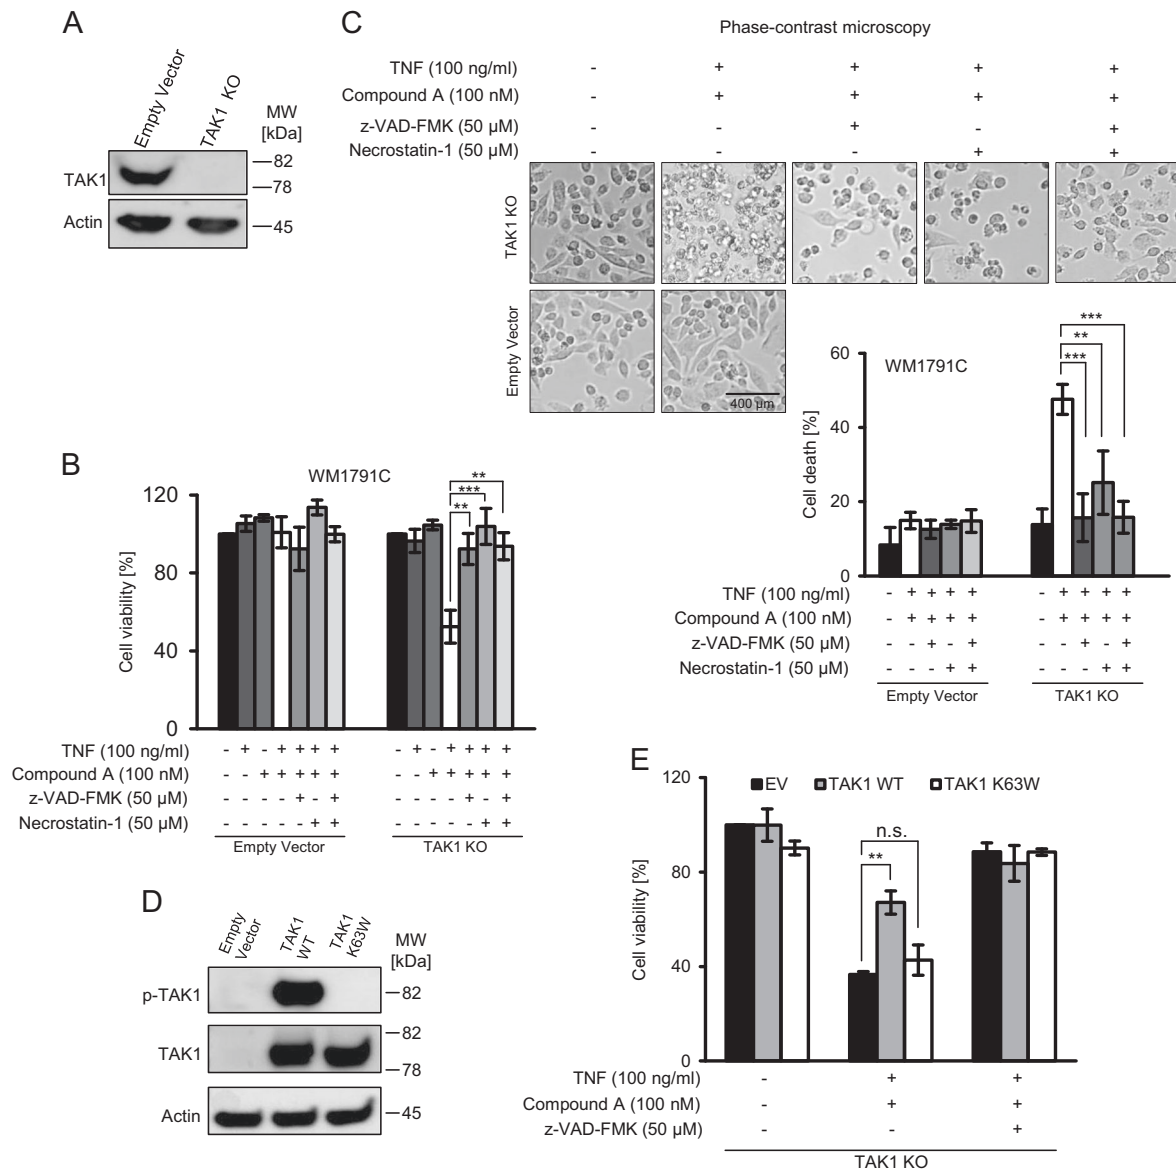 A
Empty Vector
TAK1 KO
MW
[kDa]
TAK1
82
78
Actin
45
C
Phase-contrast microscopy
TNF (100 ng/ml) - + + + +
Compound A (100 nM) - + + + +
z-VAD-FMK (50 µM) - - + - +
Necrostatin-1 (50 µM) - - - + +
TAK1 KO
Empty Vector
400 µm
WM1791C
Cell death [%]
60
40
20
0
***
**
***
TNF (100 ng/ml) - + + + + - + + + +
Compound A (100 nM) - + + + + - + + + +
z-VAD-FMK (50 µM) - - + - + - - + - +
Necrostatin-1 (50 µM) - - - + + - - - + +
Empty Vector
TAK1 KO
B
WM1791C
Cell viability [%]
120
80
40
0
**
***
**
TNF (100 ng/ml) - + - + + + + - + - + + + +
Compound A (100 nM) - - + + + + + - - + + + + +
z-VAD-FMK (50 µM) - - - - + - + - - - - + - +
Necrostatin-1 (50 µM) - - - - - + + - - - - - + +
Empty Vector
TAK1 KO
D
Empty
Vector
TAK1
WT
TAK1
K63W
MW
[kDa]
p-TAK1
82
TAK1
82
78
Actin
45
E
EV TAK1 WT TAK1 K63W
Cell viability [%]
120
80
40
0
n.s.
**
TNF (100 ng/ml) - + +
Compound A (100 nM) - + +
z-VAD-FMK (50 µM) - - +
TAK1 KO